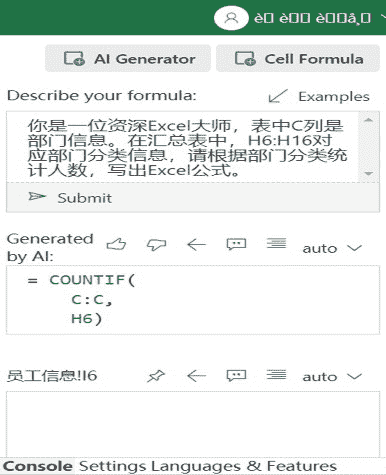 AI Generator
Cell Formula
Describe your formula:
Examples
你是一位资深Excel大师，表中C列是
部门信息。在汇总表中，H6:H16对
应部门分类信息，请根据部门分类统
计人数，写出Excel公式。
Submit
Generated
by AI:
auto
= COUNTIF(
C:C,
H6)
员工信息!I6
auto
Console Settings Languages & Features